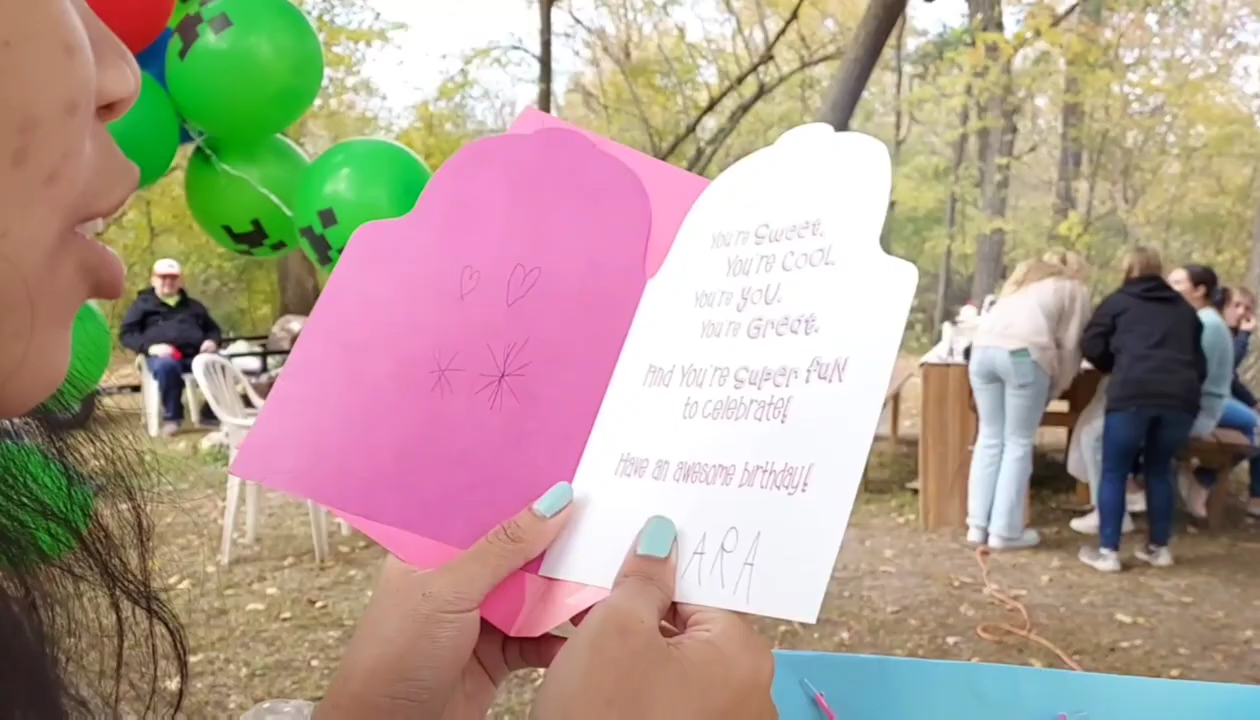 You're Sweet.
You're COOL.
You're YOU.
You're Great.
And You're Super fuN
to celebrate!
Have an awesome birthday!
ARA